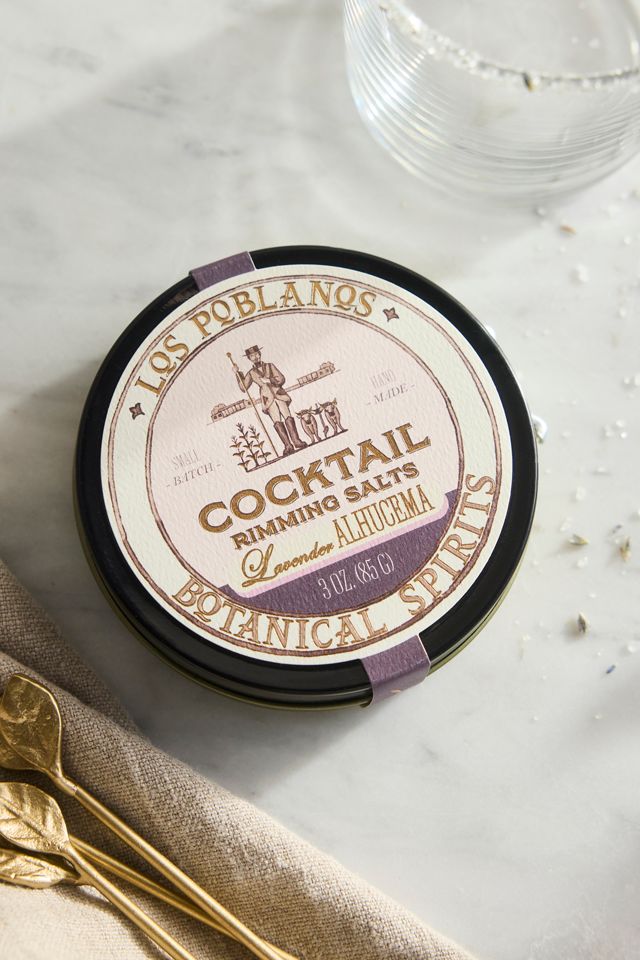 LOS POBLANOS
SMALL
- BATCH -
HAND
- MADE -
COCKTAIL
RIMMING SALTS
Lavender ALHUCEMA
3 OZ. (85 G)
BOTANICAL SPIRITS